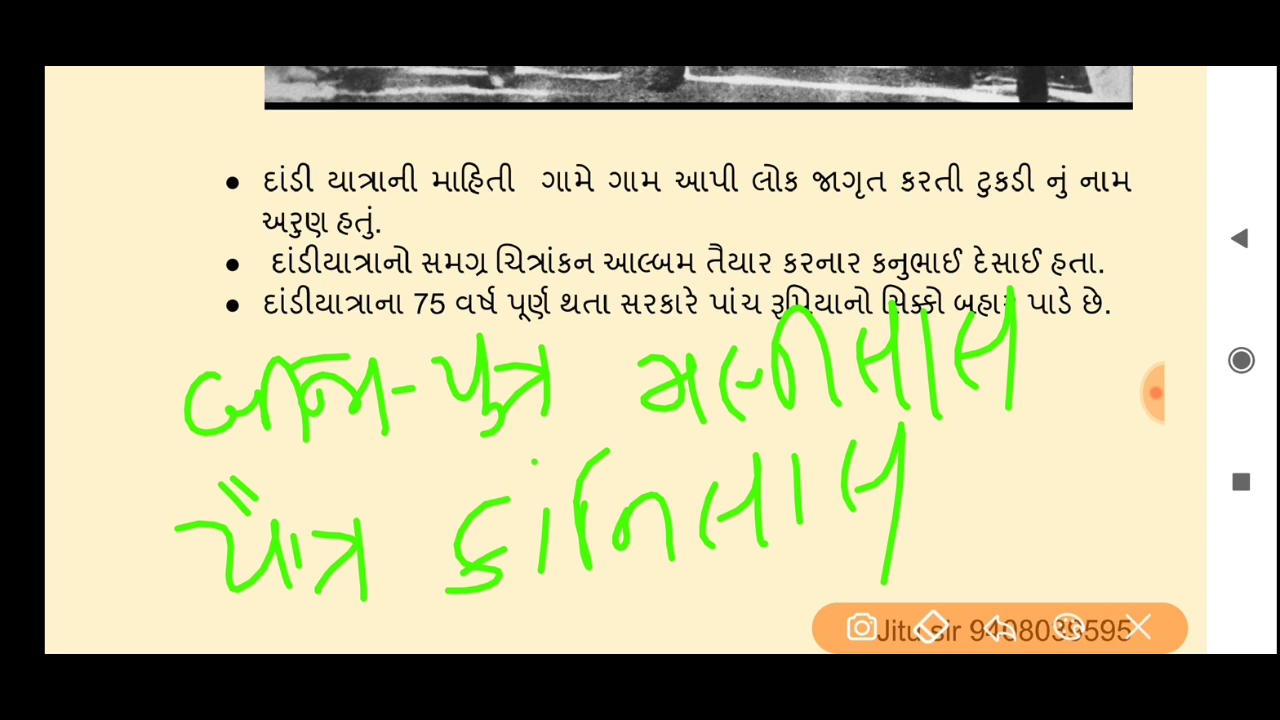 ● દાંડી યાત્રાની માહિતી ગામે ગામ આપી લોક જાગૃત કરતી ટુકડી નું નામ
અરુણ હતું.
● દાંડીયાત્રાનો સમગ્ર ચિત્રાંકન આલ્બમ તૈયાર કરનાર કનુભાઈ દેસાઈ હતા.
● દાંડીયાત્રાના 75 વર્ષ પૂર્ણ થતા સરકારે પાંચ રૂપિયાનો સિક્કો બહાર પાડે છે.
બીજા-પુત્ર મણીલાલ
પૌત્ર કાંતિલાલ
Jitu sir 9408039595